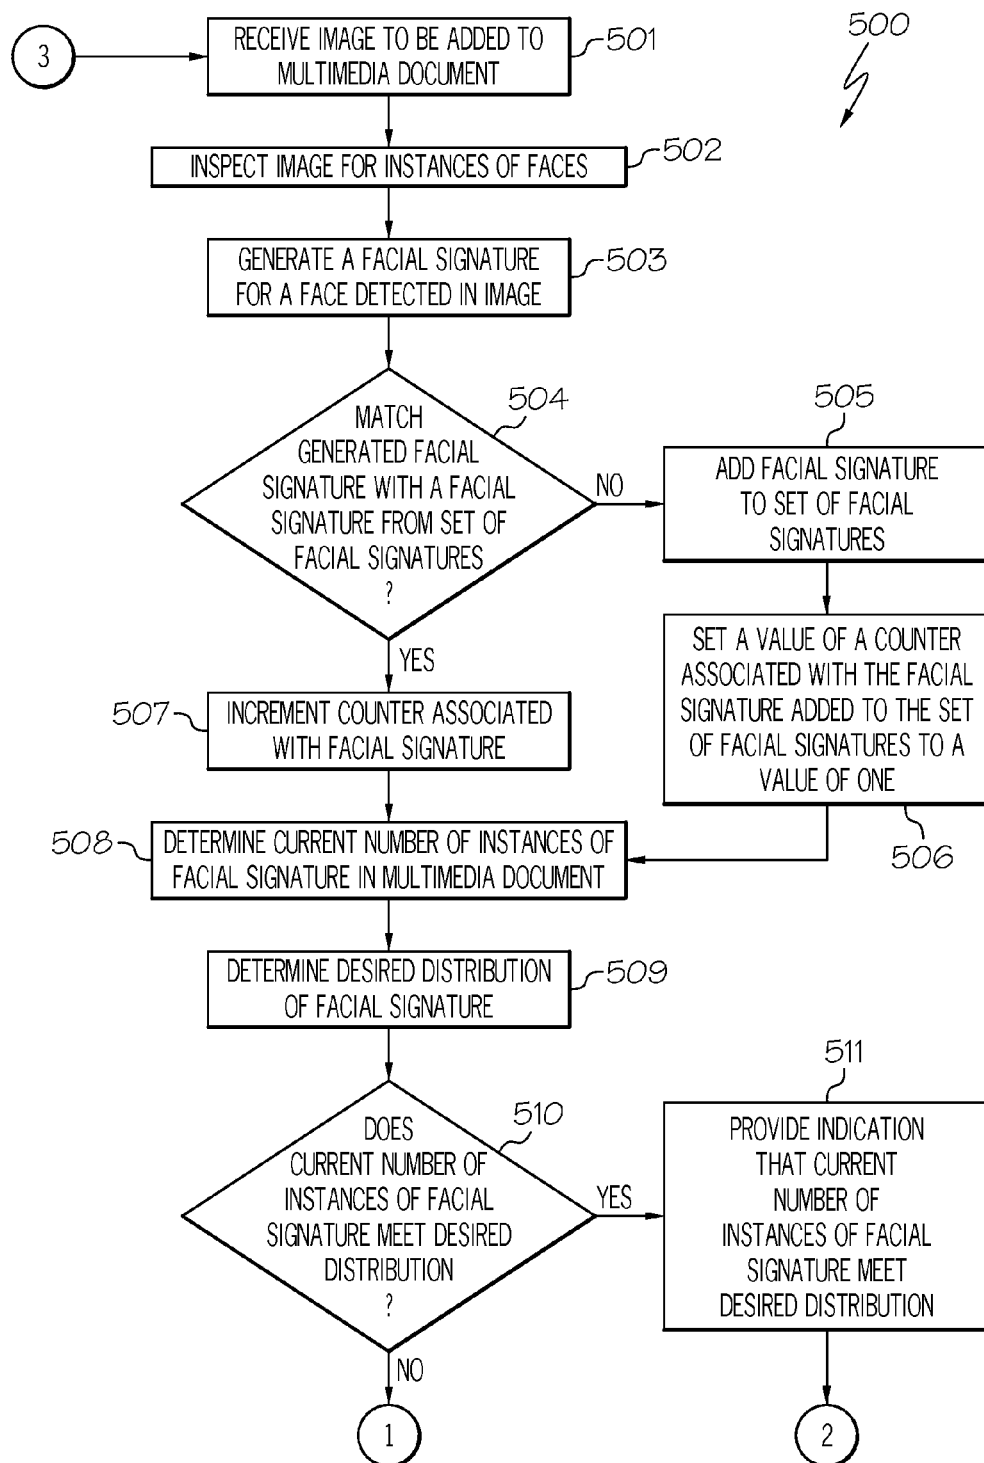 3
RECEIVE IMAGE TO BE ADDED TO
MULTIMEDIA DOCUMENT
501
500
INSPECT IMAGE FOR INSTANCES OF FACES
502
GENERATE A FACIAL SIGNATURE
FOR A FACE DETECTED IN IMAGE
503
MATCH
GENERATED FACIAL
SIGNATURE WITH A FACIAL
SIGNATURE FROM SET OF
FACIAL SIGNATURES
?
504
NO
YES
505
ADD FACIAL SIGNATURE
TO SET OF FACIAL
SIGNATURES
SET A VALUE OF A COUNTER
ASSOCIATED WITH THE FACIAL
SIGNATURE ADDED TO THE SET
OF FACIAL SIGNATURES TO A
VALUE OF ONE
506
507
INCREMENT COUNTER ASSOCIATED
WITH FACIAL SIGNATURE
508
DETERMINE CURRENT NUMBER OF INSTANCES OF
FACIAL SIGNATURE IN MULTIMEDIA DOCUMENT
DETERMINE DESIRED DISTRIBUTION
OF FACIAL SIGNATURE
509
DOES
CURRENT NUMBER OF
INSTANCES OF FACIAL
SIGNATURE MEET DESIRED
DISTRIBUTION
?
510
YES
NO
511
PROVIDE INDICATION
THAT CURRENT
NUMBER OF
INSTANCES OF FACIAL
SIGNATURE MEET
DESIRED DISTRIBUTION
1
2